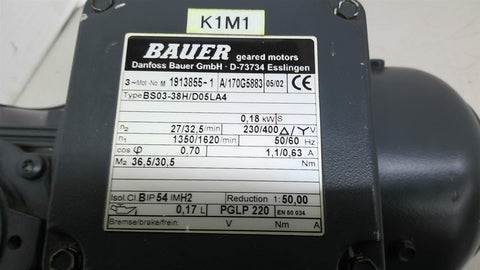 K1M1
BAUER geared motors
Danfoss Bauer GmbH · D-73734 Esslingen
3~Mot.-No. M 1913855-1 A/170G5883 05/02 CE
Type BS03-38H/D05LA4
0,18 kW S
n₂ 27/32,5/min 230/400 Δ/Y V
n₁ 1350/1620/min 50/60 Hz
cos φ 0,70 1,1/0,63 A
M₂ 36,5/30,5 Nm
Isol.Cl. B IP 54 IM H2 Reduction 1: 50,00
0,17 L PGLP 220 EN 60 034
Bremse/brake/frein: V Nm A